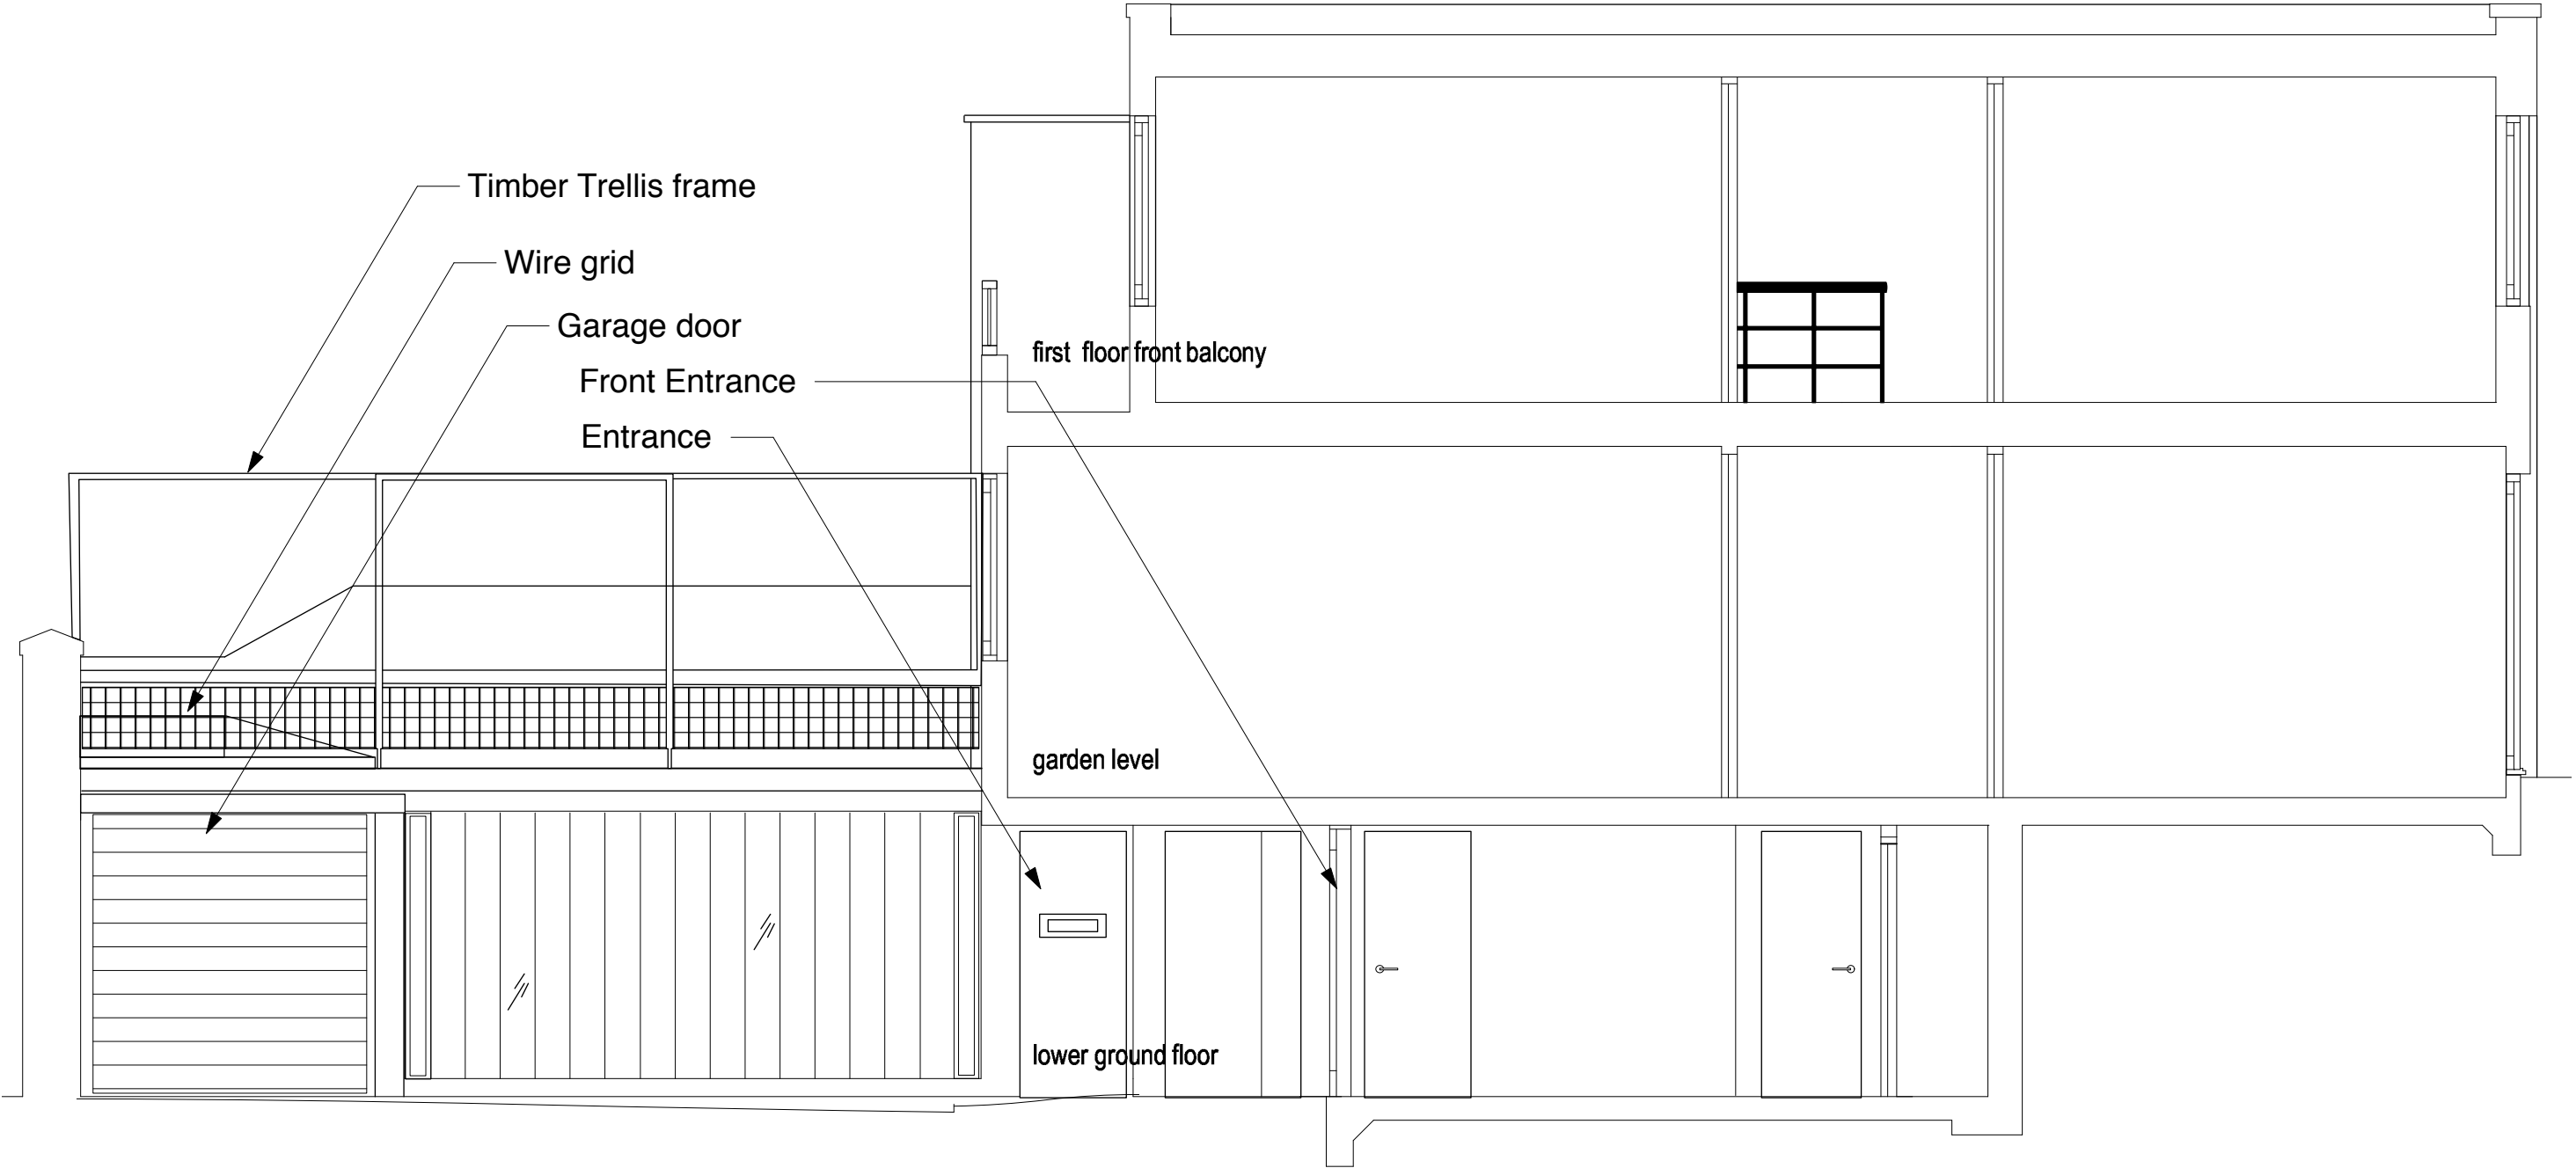 Timber Trellis frame
Wire grid
Garage door
first floor front balcony
Front Entrance
Entrance
garden level
lower ground floor